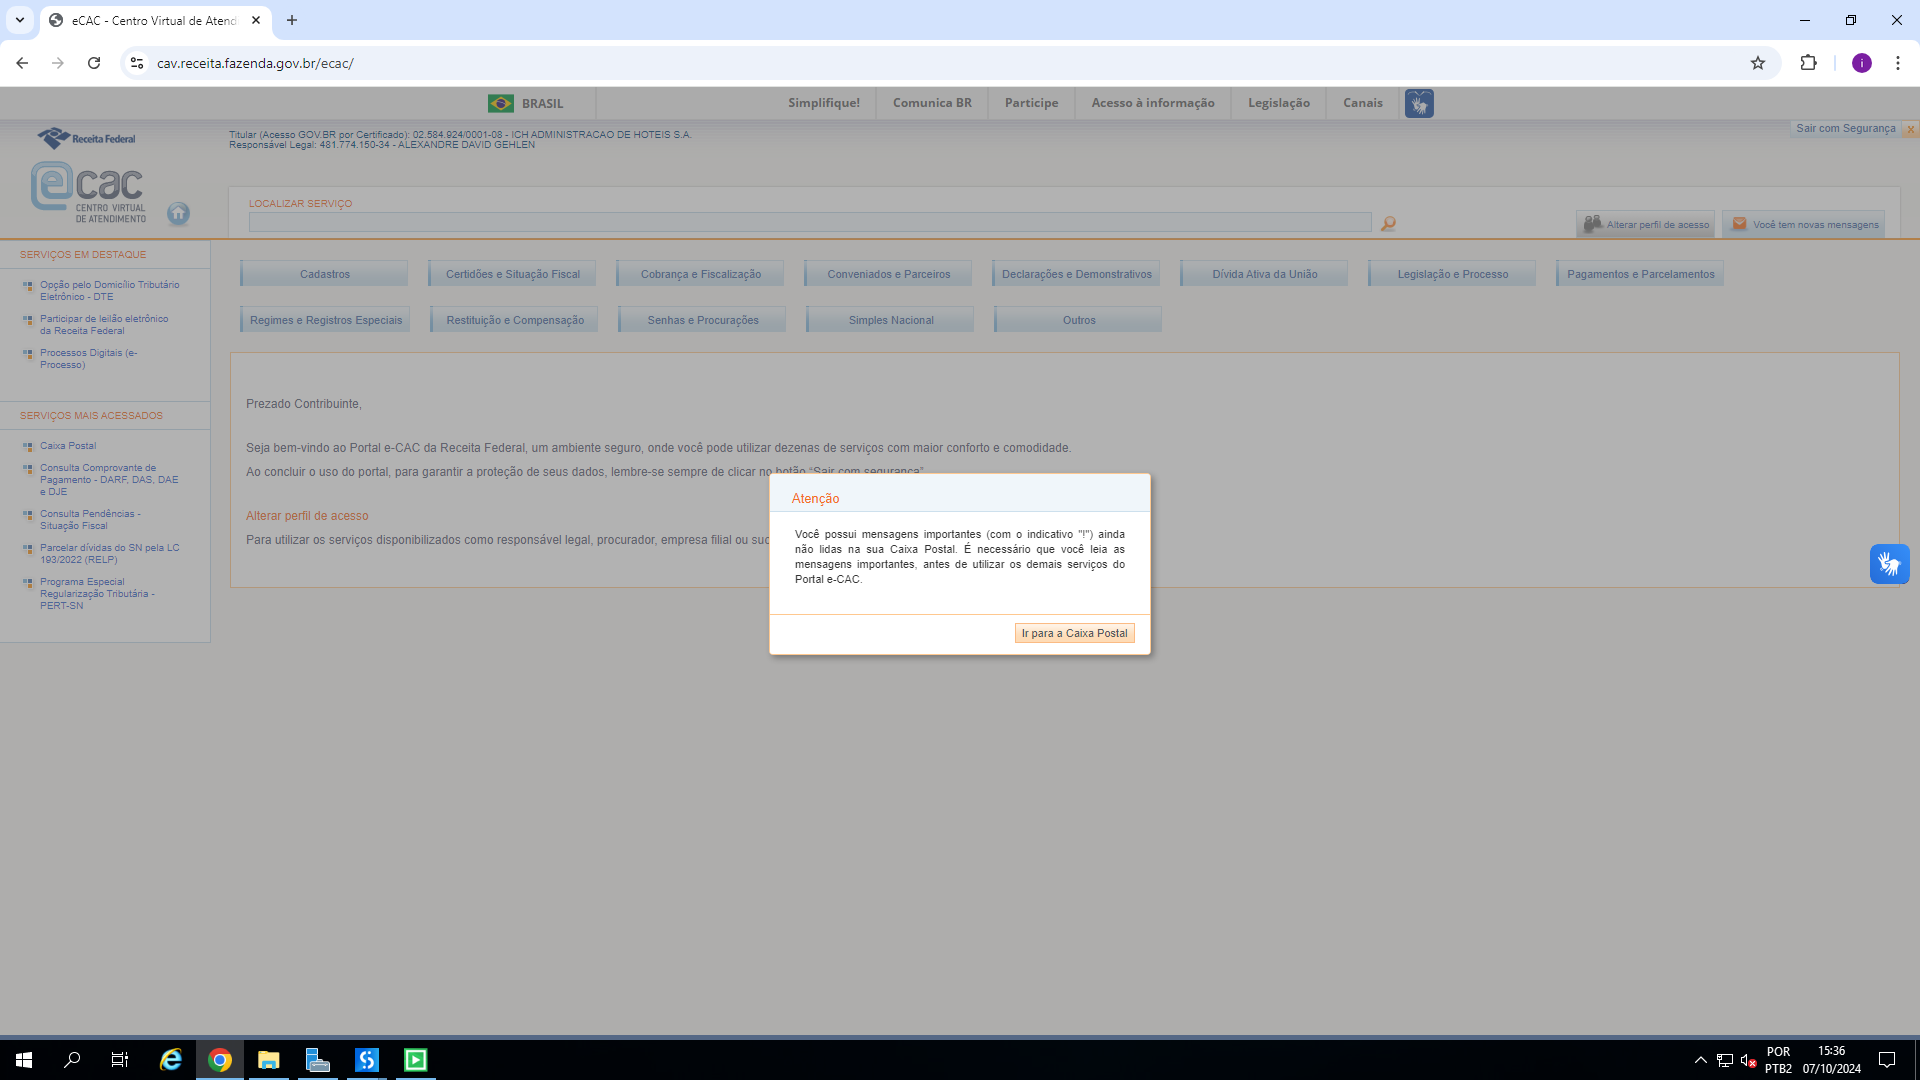 eCAC - Centro Virtual de Atend
cav.receita.fazenda.gov.br/ecac/
i
BRASIL
Simplifique!
Comunica BR
Participe
Acesso à informação
Legislação
Canais
Receita Federal
ecac
CENTRO VIRTUAL
DE ATENDIMENTO
Titular (Acesso GOV.BR por Certificado): 02.584.924/0001-08 - ICH ADMINISTRACAO DE HOTEIS S.A.
Responsável Legal: 481.774.150-34 - ALEXANDRE DAVID GEHLEN
Sair com Segurança
X
LOCALIZAR SERVIÇO
Alterar perfil de acesso
Você tem novas mensagens
SERVIÇOS EM DESTAQUE
Opção pelo Domicílio Tributário
Eletrônico - DTE
Participar de leilão eletrônico
da Receita Federal
Processos Digitais (e-
Processo)
SERVIÇOS MAIS ACESSADOS
Caixa Postal
Consulta Comprovante de
Pagamento - DARF, DAS, DAE
e DJE
Consulta Pendências -
Situação Fiscal
Parcelar dívidas do SN pela LC
193/2022 (RELP)
Programa Especial
Regularização Tributária -
PERT-SN
Cadastros
Certidões e Situação Fiscal
Cobrança e Fiscalização
Conveniados e Parceiros
Declarações e Demonstrativos
Dívida Ativa da União
Legislação e Processo
Pagamentos e Parcelamentos
Regimes e Registros Especiais
Restituição e Compensação
Senhas e Procurações
Simples Nacional
Outros
Prezado Contribuinte,
Seja bem-vindo ao Portal e-CAC da Receita Federal, um ambiente seguro, onde você pode utilizar dezenas de serviços com maior conforto e comodidade.
Ao concluir o uso do portal, para garantir a proteção de seus dados, lembre-se sempre de clicar no botão "Sair com segurança"
Alterar perfil de acesso
Para utilizar os serviços disponibilizados como responsável legal, procurador, empresa filial ou suc
Atenção
Você possui mensagens importantes (com o indicativo "!") ainda
não lidas na sua Caixa Postal. É necessário que você leia as
mensagens importantes, antes de utilizar os demais serviços do
Portal e-CAC.
Ir para a Caixa Postal
POR
PTB2
15:36
07/10/2024